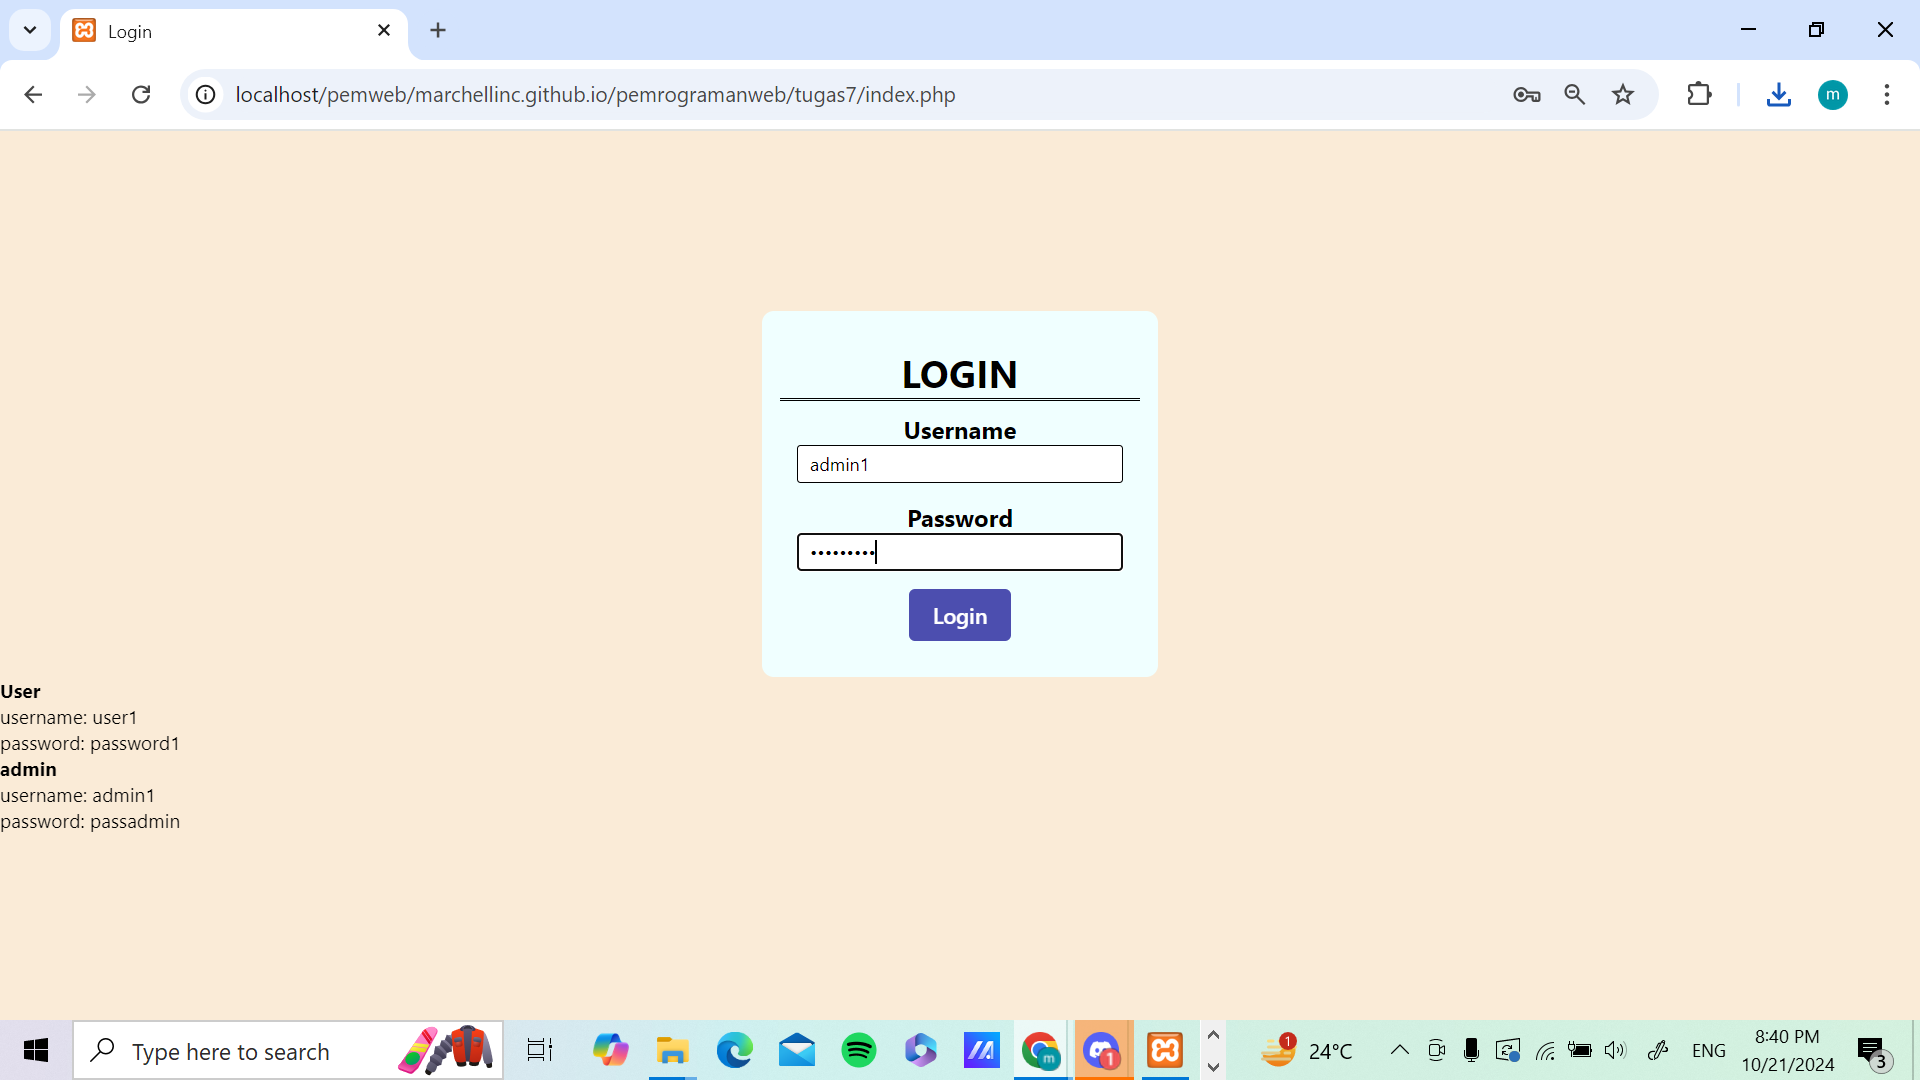 Login
localhost/pemweb/marchellinc.github.io/pemrogramanweb/tugas7/index.php
m
LOGIN
Username
admin1
Password
•••••••••
Login
User
username: user1
password: password1
admin
username: admin1
password: passadmin
Type here to search
m
1
1
24°C
ENG
8:40 PM
10/21/2024
3